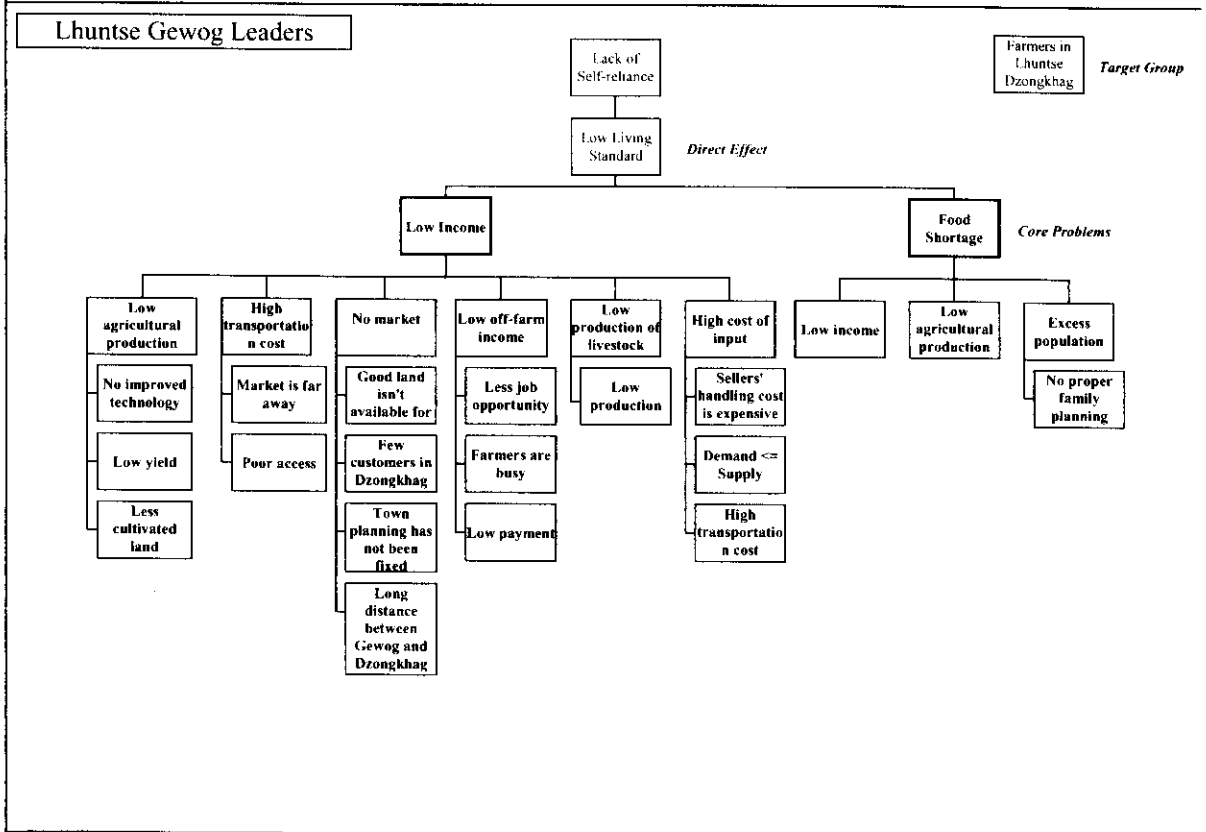 Lhuntse Gewog Leaders
Lack of
Self-reliance
Farmers in
Lhuntse
Dzongkhag
Target Group
Low Living
Standard
Direct Effect
Low Income
Food
Shortage
Core Problems
Low
agricultural
production
High
transportatio
n cost
No market
Low off-farm
income
Low
production of
livestock
High cost of
input
Low income
Low
agricultural
production
Excess
population
No improved
technology
Market is far
away
Good land
isn't
available for
Less job
opportunity
Low
production
Sellers'
handling cost
is expensive
No proper
family
planning
Low yield
Poor access
Few
customers in
Dzongkhag
Farmers are
busy
Demand <=
Supply
Less
cultivated
land
Town
planning has
not been
fixed
Low payment
High
transportatio
n cost
Long
distance
between
Gewog and
Dzongkhag